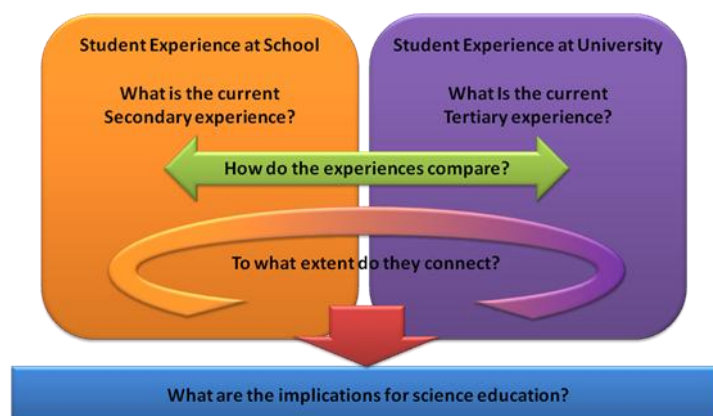 Student Experience at School
What is the current
Secondary experience?
Student Experience at University
What Is the current
Tertiary experience?
How do the experiences compare?
To what extent do they connect?
What are the implications for science education?